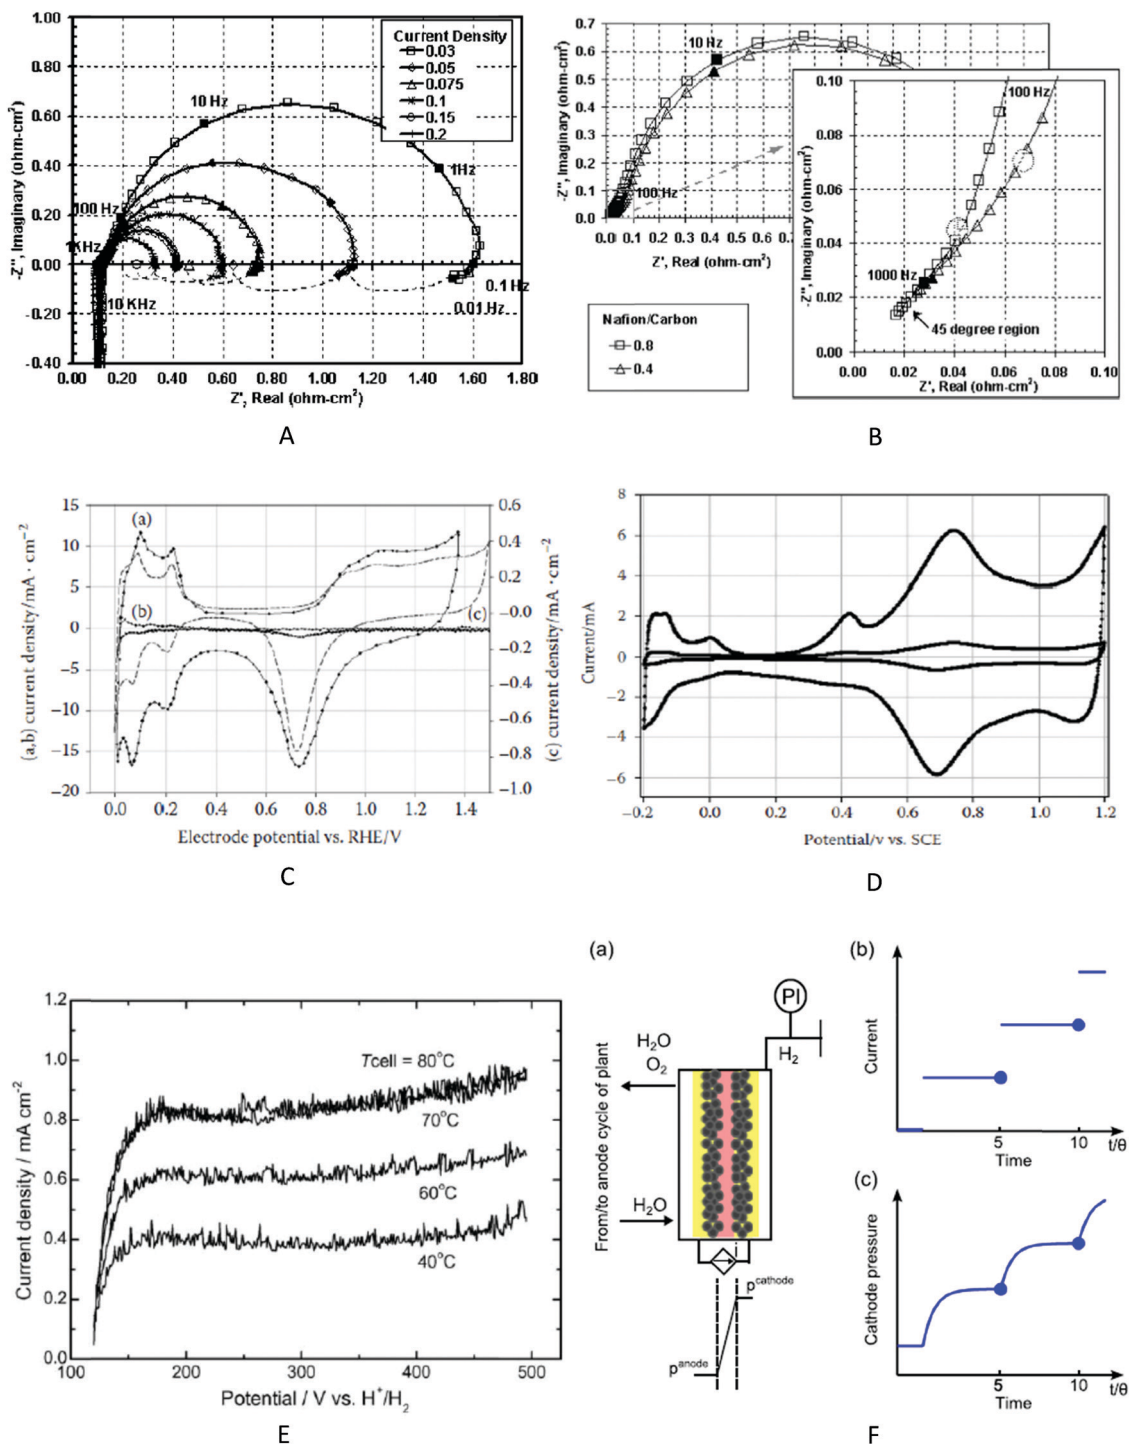 1.00
0.80
0.60
0.40
0.20
0.00
-0.20
-0.40
-Z", Imaginary (ohm-cm²)
Current Density
0.03
0.05
0.075
0.1
0.15
0.2
10 Hz
1Hz
100 Hz
1KHz
10 KHz
0.1 Hz
0.01 Hz
0.00 0.20 0.40 0.60 0.80 1.00 1.20 1.40 1.60 1.80
Z', Real (ohm-cm²)
A
0.7
0.6
0.5
0.4
0.3
0.2
0.1
0.0
-Z", Imaginary (ohm-cm²)
10 Hz
100 Hz
0.0 0.1 0.2 0.3 0.4 0.5 0.6
Z', Real (ohm-cm²)
Nafion/Carbon
0.8
0.4
0.10
0.08
0.06
0.04
0.02
0.00
-Z", Imaginary (ohm-cm²)
100 Hz
1000 Hz
45 degree region
0.00 0.02 0.04 0.06 0.08 0.10
Z', Real (ohm-cm²)
B
15
10
5
0
−5
−10
−15
−20
(a,b) current density/mA · cm⁻²
(a)
(b)
(c)
0.6
0.4
0.2
−0.0
−0.2
−0.4
−0.6
−0.8
−1.0
(c) current density/mA · cm⁻²
0.0 0.2 0.4 0.6 0.8 1.0 1.2 1.4
Electrode potential vs. RHE/V
C
8
6
4
2
0
−2
−4
−6
Current/mA
−0.2 0.0 0.2 0.4 0.6 0.8 1.0 1.2
Potential/v vs. SCE
D
1.2
1.0
0.8
0.6
0.4
0.2
0.0
Current density / mA cm⁻²
Tcell = 80°C
70°C
60°C
40°C
100 200 300 400 500
Potential / V vs. H⁺/H₂
E
(a)
From/to anode cycle of plant
PI
H₂
H₂O
O₂
H₂O
p^cathode
p^anode
(b)
Current
5 10 t/θ
Time
(c)
Cathode pressure
5 10 t/θ
Time
F